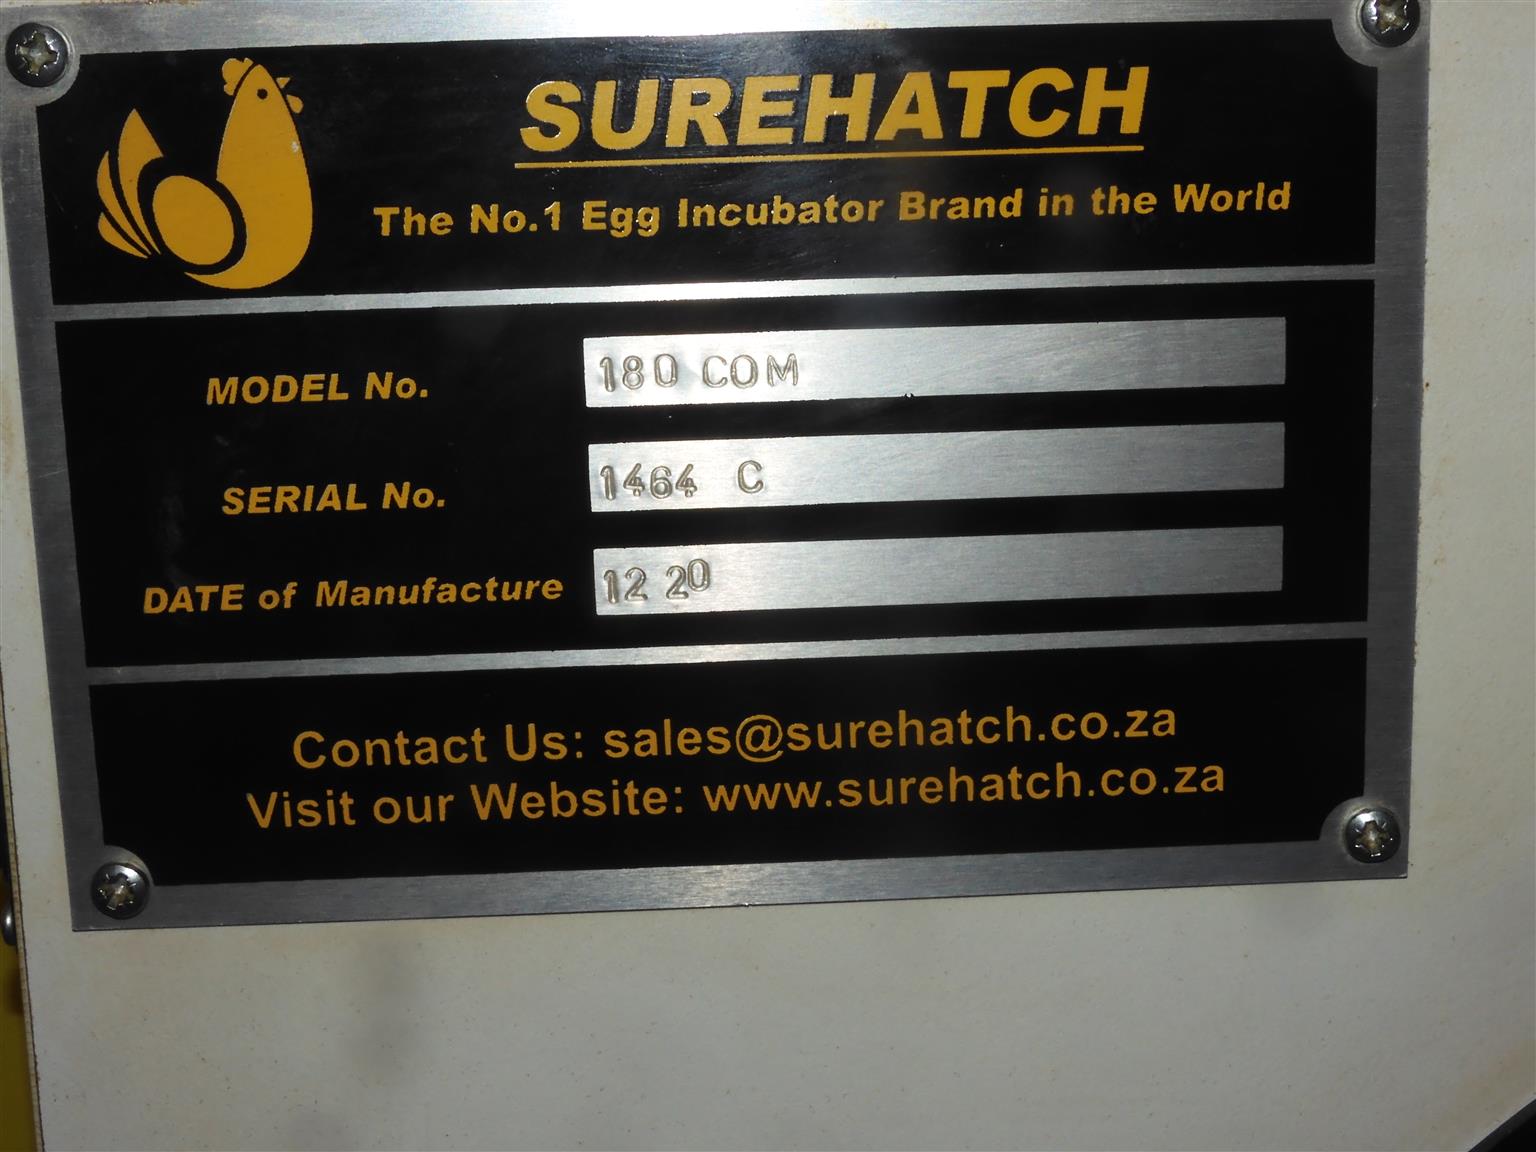 SUREHATCH
The No.1 Egg Incubator Brand in the World
MODEL No. 180 COM
SERIAL No. 1464 C
DATE of Manufacture 12 20
Contact Us: sales@surehatch.co.za
Visit our Website: www.surehatch.co.za